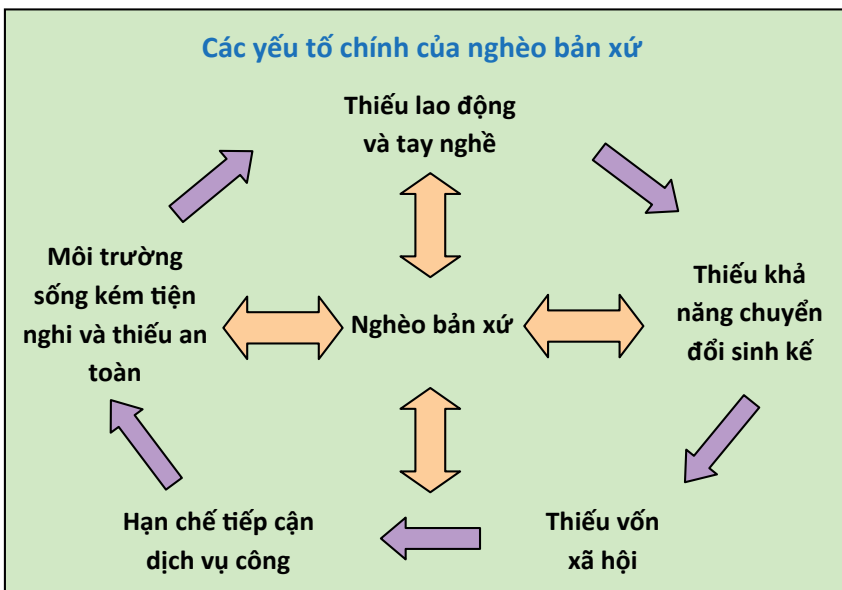 Các yếu tố chính của nghèo bản xứ
Thiếu lao động
và tay nghề
Môi trường
sống kém tiện
nghi và thiếu an
toàn
Nghèo bản xứ
Thiếu khả
năng chuyển
đổi sinh kế
Hạn chế tiếp cận
dịch vụ công
Thiếu vốn
xã hội